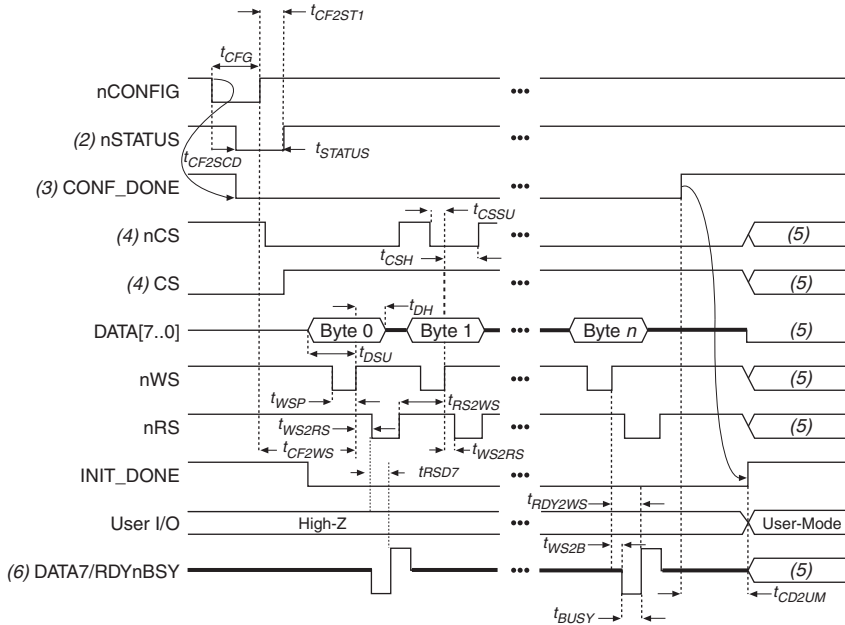 tCF2ST1
tCFG
nCONFIG
•••
(2) nSTATUS
•••
tSTATUS
tCF2SCD
(3) CONF_DONE
•••
tCSSU
(4) nCS
•••
(5)
tCSH
(4) CS
•••
(5)
tDH
DATA[7..0]
Byte 0
Byte 1
•••
Byte n
(5)
tDSU
nWS
•••
(5)
tWSP
tRS2WS
nRS
•••
(5)
tWS2RS
tWS2RS
tCF2WS
INIT_DONE
tRSD7
•••
tRDY2WS
User I/O
High-Z
•••
User-Mode
tWS2B
(6) DATA7/RDYnBSY
•••
(5)
tCD2UM
tBUSY